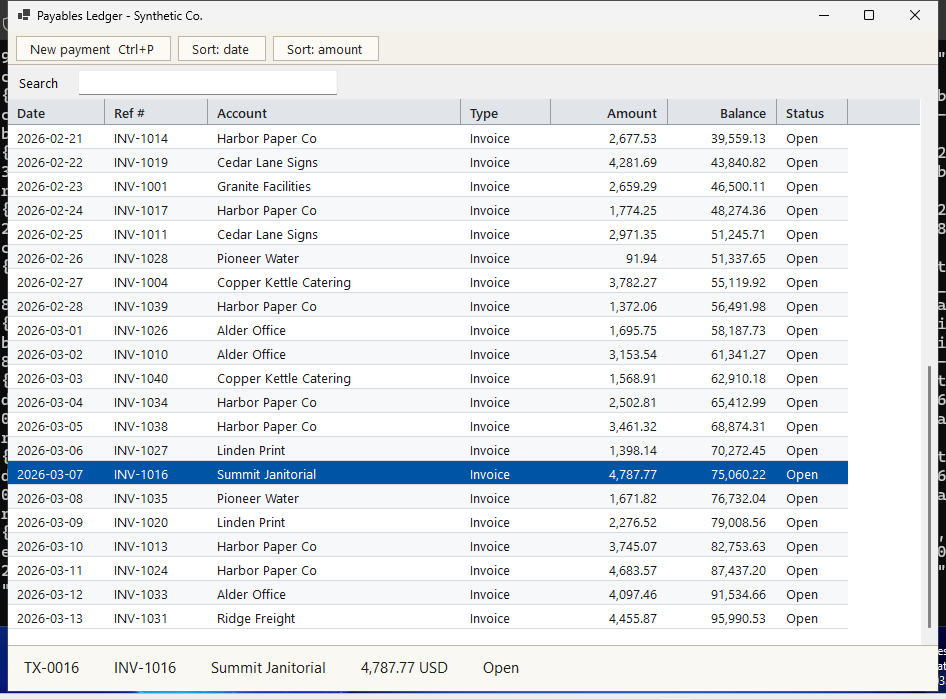 Payables Ledger - Synthetic Co.
New payment Ctrl+P Sort: date Sort: amount
Search
Date Ref # Account Type Amount Balance Status
2026-02-21 INV-1014 Harbor Paper Co Invoice 2,677.53 39,559.13 Open
2026-02-22 INV-1019 Cedar Lane Signs Invoice 4,281.69 43,840.82 Open
2026-02-23 INV-1001 Granite Facilities Invoice 2,659.29 46,500.11 Open
2026-02-24 INV-1017 Harbor Paper Co Invoice 1,774.25 48,274.36 Open
2026-02-25 INV-1011 Cedar Lane Signs Invoice 2,971.35 51,245.71 Open
2026-02-26 INV-1028 Pioneer Water Invoice 91.94 51,337.65 Open
2026-02-27 INV-1004 Copper Kettle Catering Invoice 3,782.27 55,119.92 Open
2026-02-28 INV-1039 Harbor Paper Co Invoice 1,372.06 56,491.98 Open
2026-03-01 INV-1026 Alder Office Invoice 1,695.75 58,187.73 Open
2026-03-02 INV-1010 Alder Office Invoice 3,153.54 61,341.27 Open
2026-03-03 INV-1040 Copper Kettle Catering Invoice 1,568.91 62,910.18 Open
2026-03-04 INV-1034 Harbor Paper Co Invoice 2,502.81 65,412.99 Open
2026-03-05 INV-1038 Harbor Paper Co Invoice 3,461.32 68,874.31 Open
2026-03-06 INV-1027 Linden Print Invoice 1,398.14 70,272.45 Open
2026-03-07 INV-1016 Summit Janitorial Invoice 4,787.77 75,060.22 Open
2026-03-08 INV-1035 Pioneer Water Invoice 1,671.82 76,732.04 Open
2026-03-09 INV-1020 Linden Print Invoice 2,276.52 79,008.56 Open
2026-03-10 INV-1013 Harbor Paper Co Invoice 3,745.07 82,753.63 Open
2026-03-11 INV-1024 Harbor Paper Co Invoice 4,683.57 87,437.20 Open
2026-03-12 INV-1033 Alder Office Invoice 4,097.46 91,534.66 Open
2026-03-13 INV-1031 Ridge Freight Invoice 4,455.87 95,990.53 Open
TX-0016 INV-1016 Summit Janitorial 4,787.77 USD Open